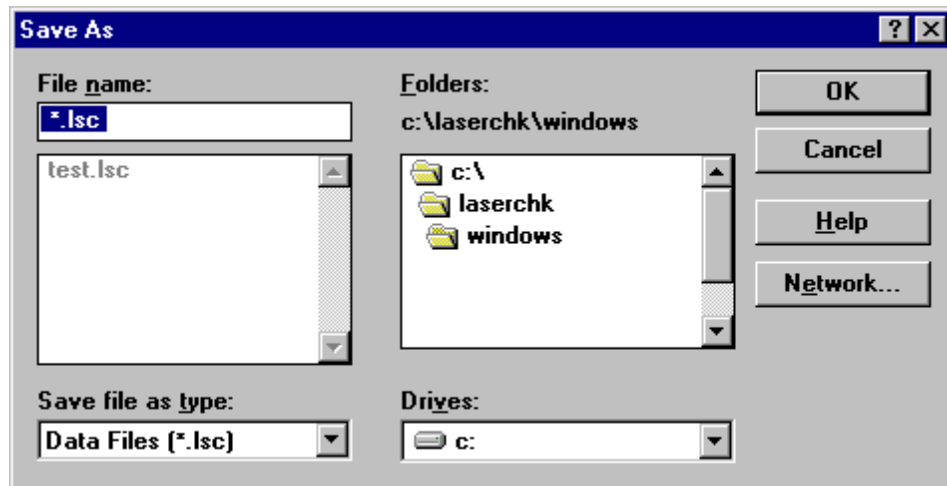 Save As
File name:
*.lsc
test.lsc
Save file as type:
Data Files (*.lsc)
Folders:
c:\laserchk\windows
c:\
laserchk
windows
Drives:
c:
OK
Cancel
Help
Network...